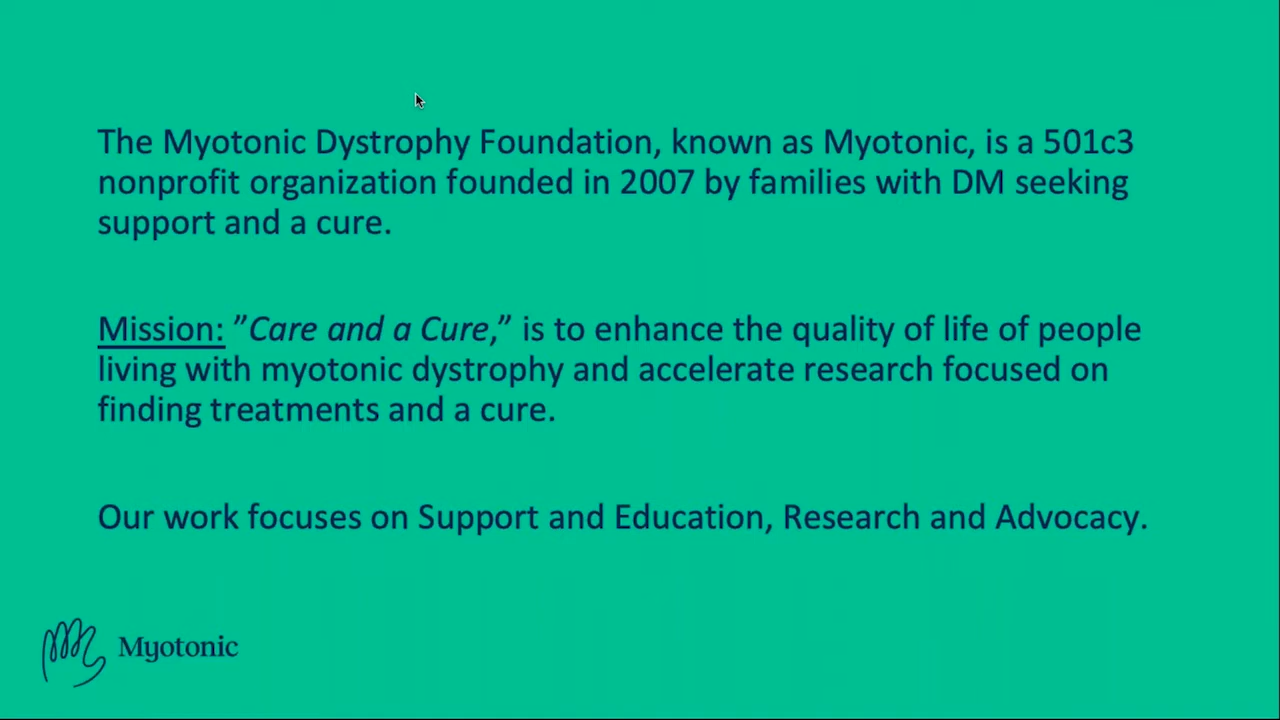 The Myotonic Dystrophy Foundation, known as Myotonic, is a 501c3
nonprofit organization founded in 2007 by families with DM seeking
support and a cure.
Mission: ”Care and a Cure,” is to enhance the quality of life of people
living with myotonic dystrophy and accelerate research focused on
finding treatments and a cure.
Our work focuses on Support and Education, Research and Advocacy.
Myotonic